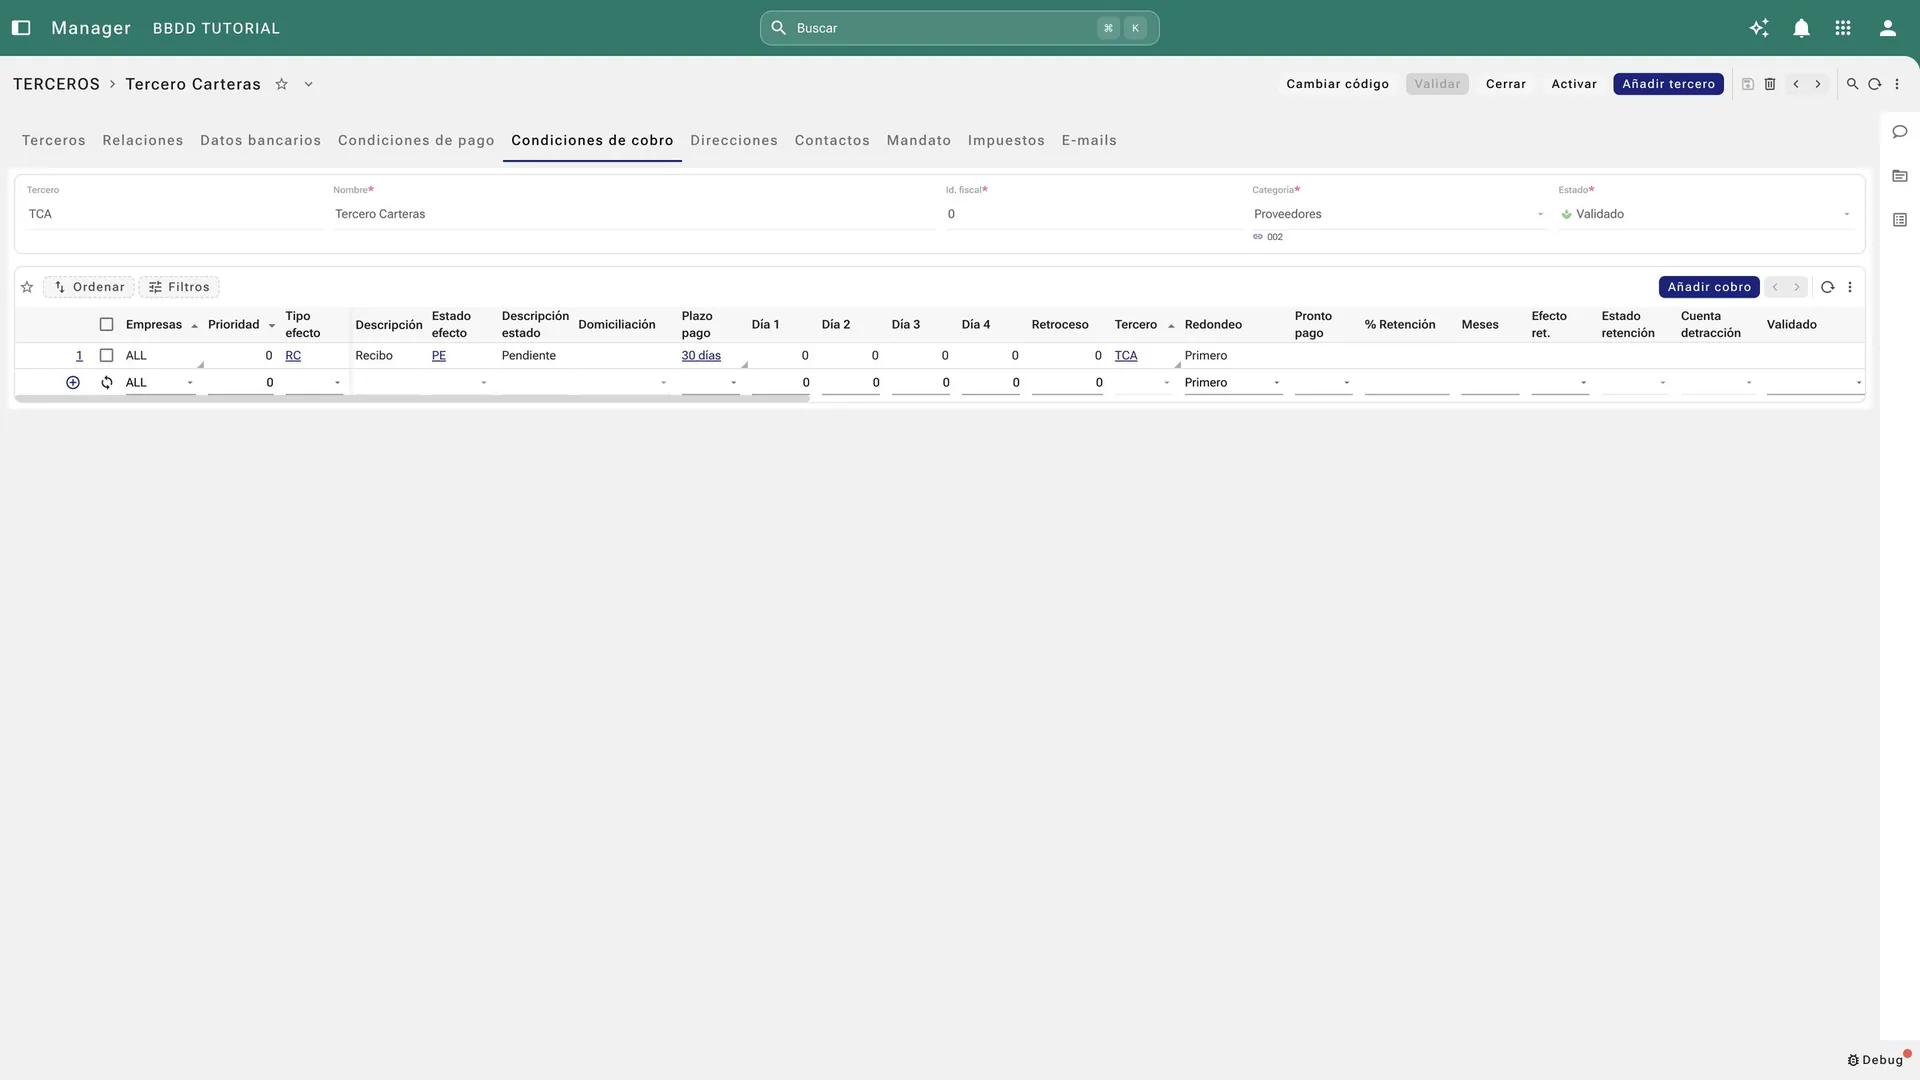 Manager BBDD TUTORIAL Buscar ⌘ K
TERCEROS > Tercero Carteras Cambiar código Validar Cerrar Activar Añadir tercero
Terceros Relaciones Datos bancarios Condiciones de pago Condiciones de cobro Direcciones Contactos Mandato Impuestos E-mails
Tercero Nombre* Id. fiscal* Categoría* Estado*
TCA Tercero Carteras 0 Proveedores Validado
002
Ordenar Filtros Añadir cobro
Empresas Prioridad Tipo efecto Descripción Estado efecto Descripción estado Domiciliación Plazo pago Día 1 Día 2 Día 3 Día 4 Retroceso Tercero Redondeo Pronto pago % Retención Meses Efecto ret. Estado retención Cuenta detracción Validado
1 ALL 0 RC Recibo PE Pendiente 30 días 0 0 0 0 0 TCA Primero
ALL 0 0 0 0 0 0 Primero
Debug